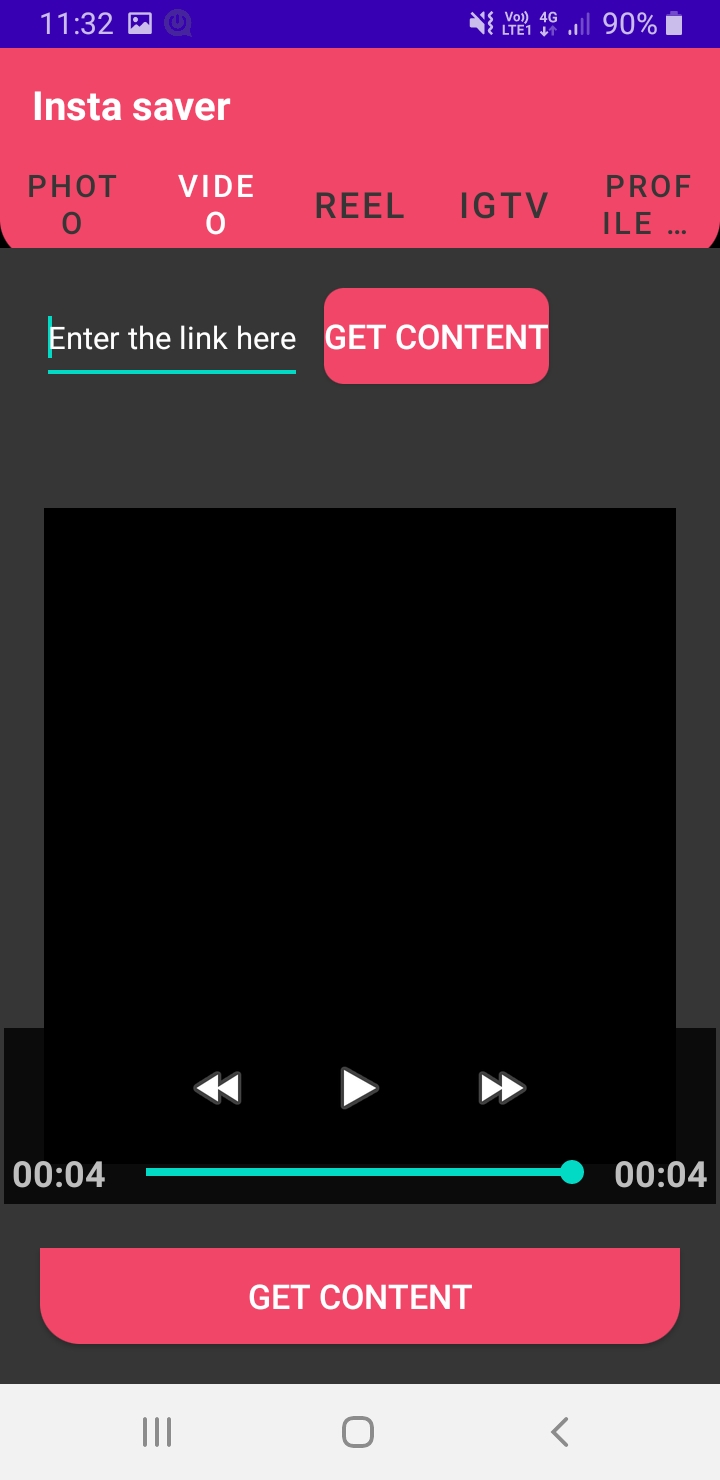 11:32
Vo)) 4G
LTE1
90%
Insta saver
PHOT
O
VIDE
O
REEL
IGTV
PROF
ILE ...
Enter the link here
GET CONTENT
00:04
00:04
GET CONTENT